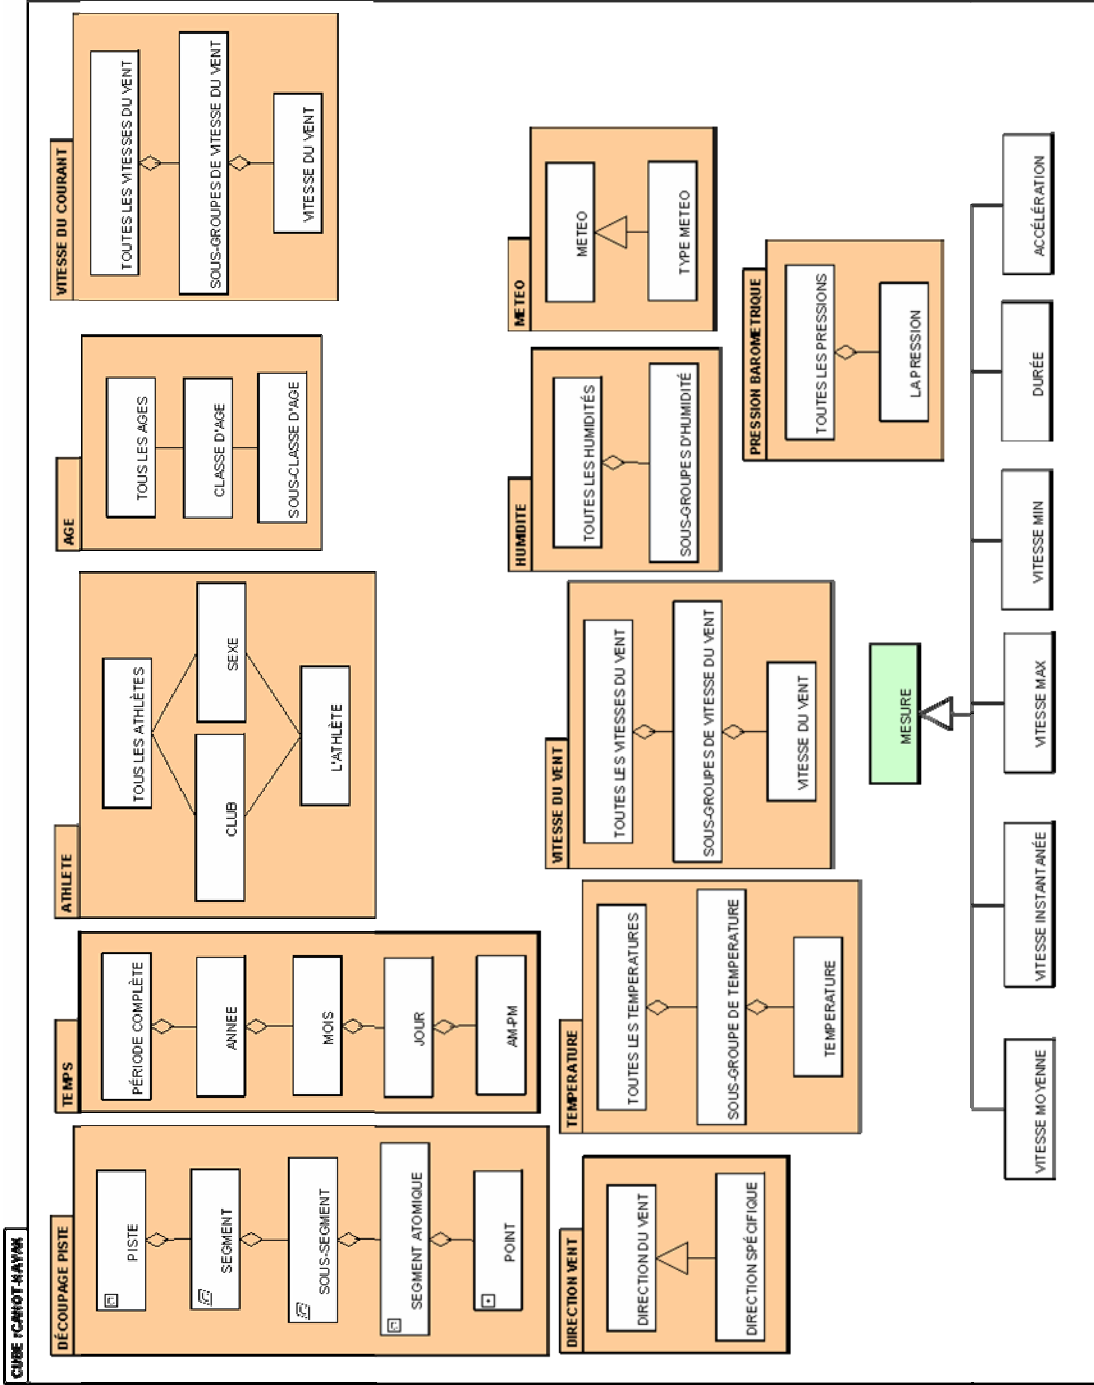 CUBE :CANOT-KAYAK
DÉCOUPAGE PISTE
PISTE
SEGMENT
SOUS-SEGMENT
SEGMENT ATOMIQUE
POINT
TEMPS
PÉRIODE COMPLÈTE
ANNEE
MOIS
JOUR
AM-PM
ATHLETE
TOUS LES ATHLÈTES
CLUB
SEXE
L'ATHLÈTE
AGE
TOUS LES AGES
CLASSE D'AGE
SOUS-CLASSE D'AGE
VITESSE DU COURANT
TOUTES LES VITESSES DU VENT
SOUS-GROUPES DE VITESSE DU VENT
VITESSE DU VENT
DIRECTION VENT
DIRECTION DU VENT
DIRECTION SPÉCIFIQUE
TEMPERATURE
TOUTES LES TEMPERATURES
SOUS-GROUPE DE TEMPERATURE
TEMPERATURE
VITESSE DU VENT
TOUTES LES VITESSES DU VENT
SOUS-GROUPES DE VITESSE DU VENT
VITESSE DU VENT
HUMIDITE
TOUTES LES HUMIDITÉS
SOUS-GROUPES D'HUMIDITÉ
METEO
METEO
TYPE METEO
PRESSION BAROMETRIQUE
TOUTES LES PRESSIONS
LA PRESSION
MESURE
VITESSE MOYENNE
VITESSE INSTANTANÉE
VITESSE MAX
VITESSE MIN
DURÉE
ACCÉLÉRATION